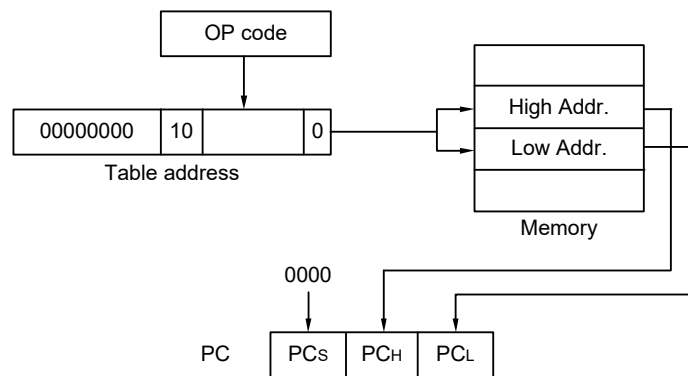 OP code
00000000 10 0
High Addr.
Low Addr.
Table address
Memory
0000
PC PCS PCH PCL